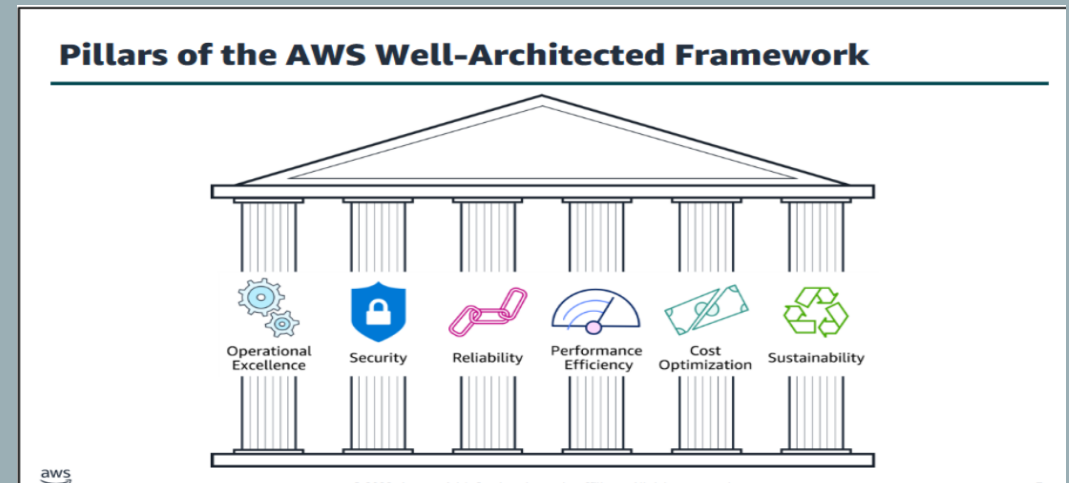 Pillars of the AWS Well-Architected Framework
Operational
Excellence
Security
Reliability
Performance
Efficiency
Cost
Optimization
Sustainability
aws